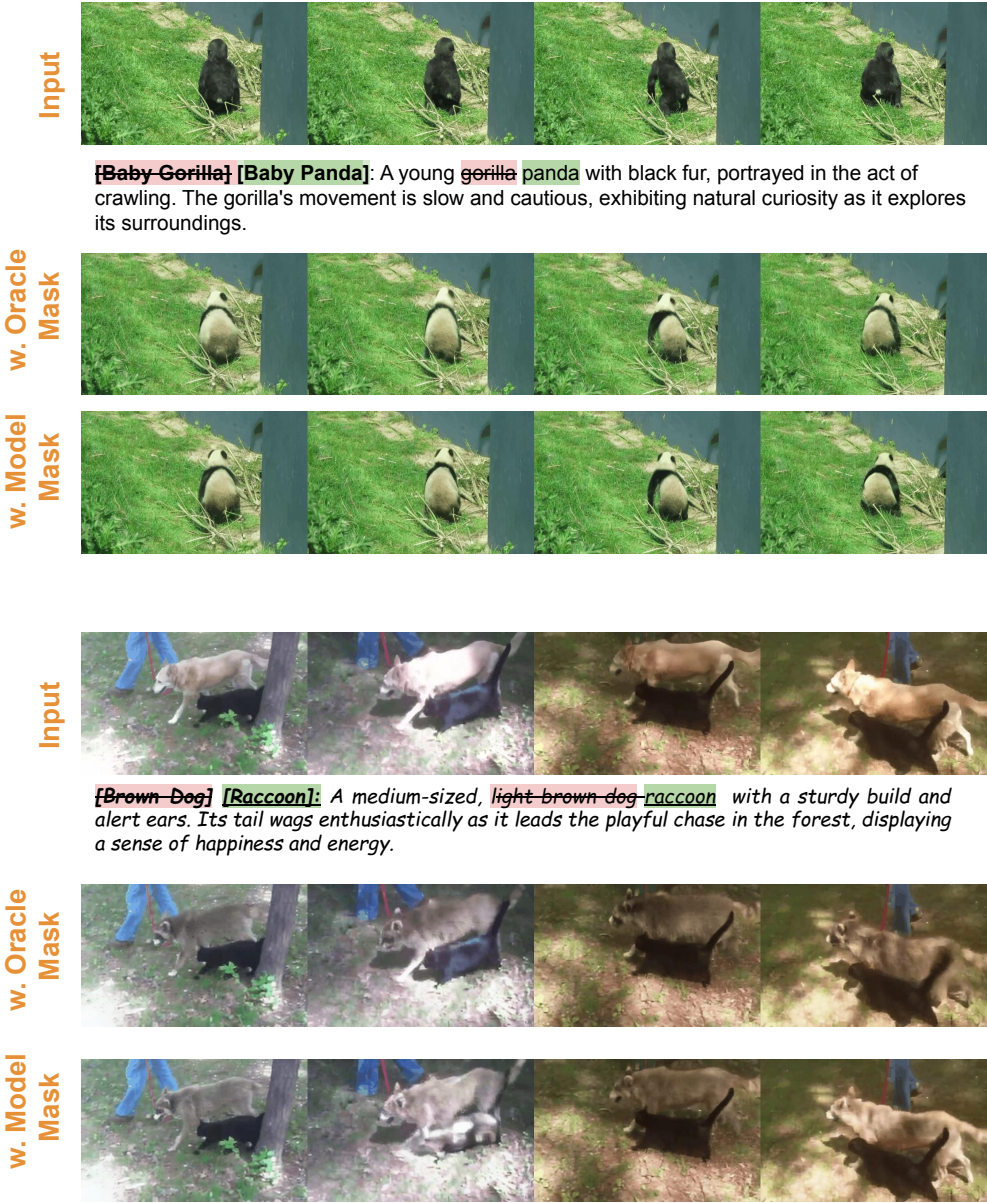 Input
[Baby Gorilla] [Baby Panda]: A young gorilla panda with black fur, portrayed in the act of
crawling. The gorilla's movement is slow and cautious, exhibiting natural curiosity as it explores
its surroundings.
w. Oracle
Mask
w. Model
Mask
Input
[Brown Dog] [Raccoon]: A medium-sized, light brown dog raccoon with a sturdy build and
alert ears. Its tail wags enthusiastically as it leads the playful chase in the forest, displaying
a sense of happiness and energy.
w. Oracle
Mask
w. Model
Mask